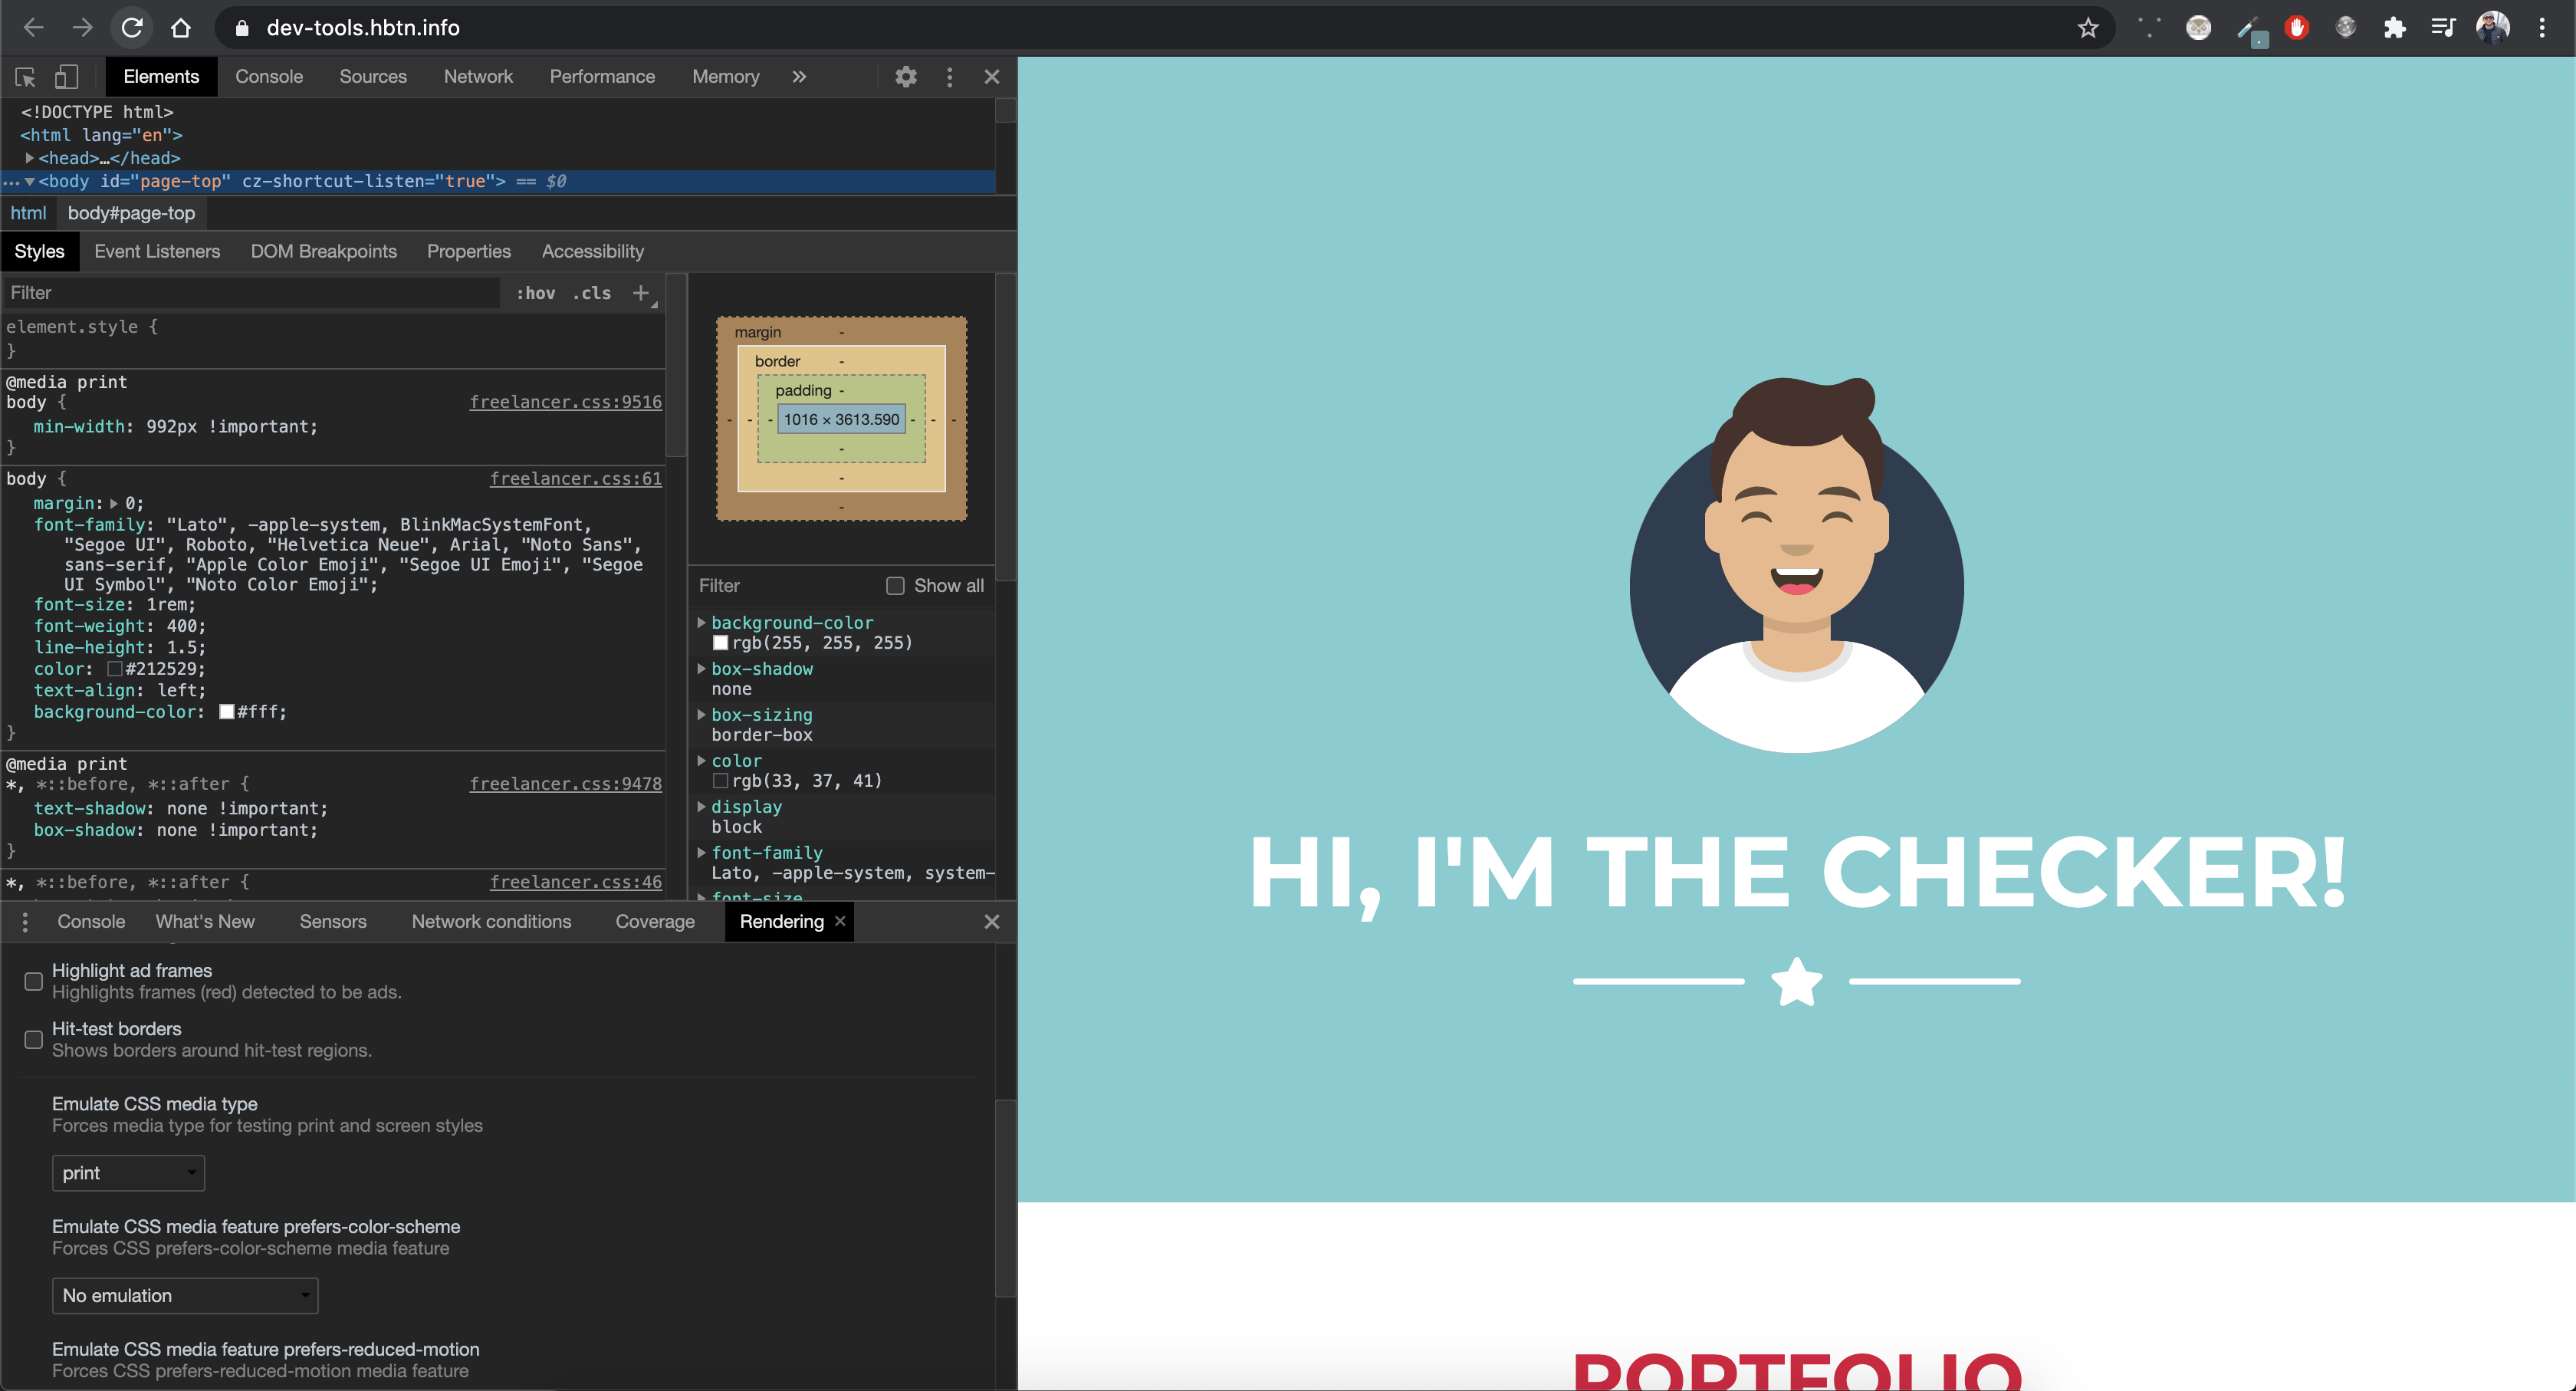 dev-tools.hbtn.info
Elements Console Sources Network Performance Memory »
<!DOCTYPE html>
<html lang="en">
<head>…</head>
… <body id="page-top" cz-shortcut-listen="true"> == $0
html body#page-top
Styles Event Listeners DOM Breakpoints Properties Accessibility
Filter :hov .cls +
element.style {
}
@media print
body { freelancer.css:9516
min-width: 992px !important;
}
body { freelancer.css:61
margin: 0;
font-family: "Lato", -apple-system, BlinkMacSystemFont,
"Segoe UI", Roboto, "Helvetica Neue", Arial, "Noto Sans",
sans-serif, "Apple Color Emoji", "Segoe UI Emoji", "Segoe
UI Symbol", "Noto Color Emoji";
font-size: 1rem;
font-weight: 400;
line-height: 1.5;
color: #212529;
text-align: left;
background-color: #fff;
}
@media print
*, *::before, *::after { freelancer.css:9478
text-shadow: none !important;
box-shadow: none !important;
}
*, *::before, *::after { freelancer.css:46
margin -
border -
padding -
- - - 1016 × 3613.590 - - -
-
-
-
Filter Show all
background-color
rgb(255, 255, 255)
box-shadow
none
box-sizing
border-box
color
rgb(33, 37, 41)
display
block
font-family
Lato, -apple-system, system-
font-size
Console What's New Sensors Network conditions Coverage Rendering
Highlight ad frames
Highlights frames (red) detected to be ads.
Hit-test borders
Shows borders around hit-test regions.
Emulate CSS media type
Forces media type for testing print and screen styles
print
Emulate CSS media feature prefers-color-scheme
Forces CSS prefers-color-scheme media feature
No emulation
Emulate CSS media feature prefers-reduced-motion
Forces CSS prefers-reduced-motion media feature
HI, I'M THE CHECKER!
PORTFOLIO